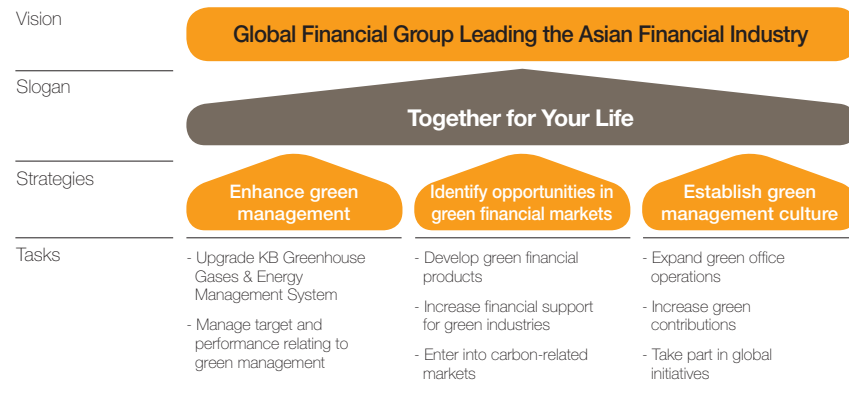 Vision
Global Financial Group Leading the Asian Financial Industry
Slogan
Together for Your Life
Strategies
Enhance green
management
Identify opportunities in
green financial markets
Establish green
management culture
Tasks
- Upgrade KB Greenhouse
Gases & Energy
Management System
- Manage target and
performance relating to
green management
- Develop green financial
products
- Increase financial support
for green industries
- Enter into carbon-related
markets
- Expand green office
operations
- Increase green
contributions
- Take part in global
initiatives